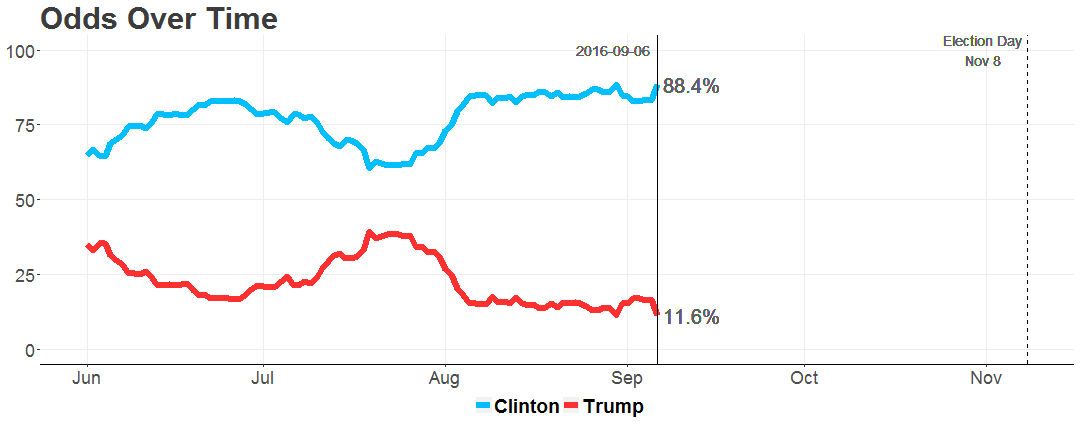 Odds Over Time
100
75
50
25
0
2016-09-06
88.4%
11.6%
Election Day
Nov 8
Jun Jul Aug Sep Oct Nov
Clinton Trump